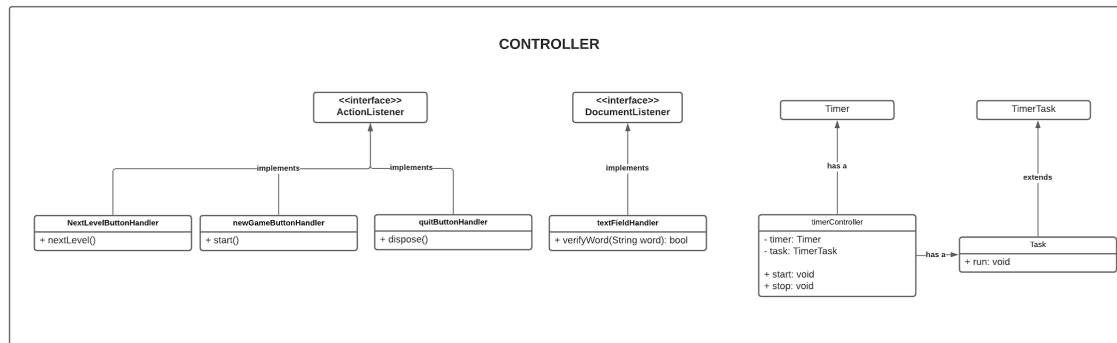 CONTROLLER
<<interface>>
ActionListener
<<interface>>
DocumentListener
Timer
TimerTask
implements
implements
implements
has a
extends
NextLevelButtonHandler
+ nextLevel()
newGameButtonHandler
+ start()
quitButtonHandler
+ dispose()
textFieldHandler
+ verifyWord(String word): bool
timerController
- timer: Timer
- task: TimerTask
+ start: void
+ stop: void
has a
Task
+ run: void